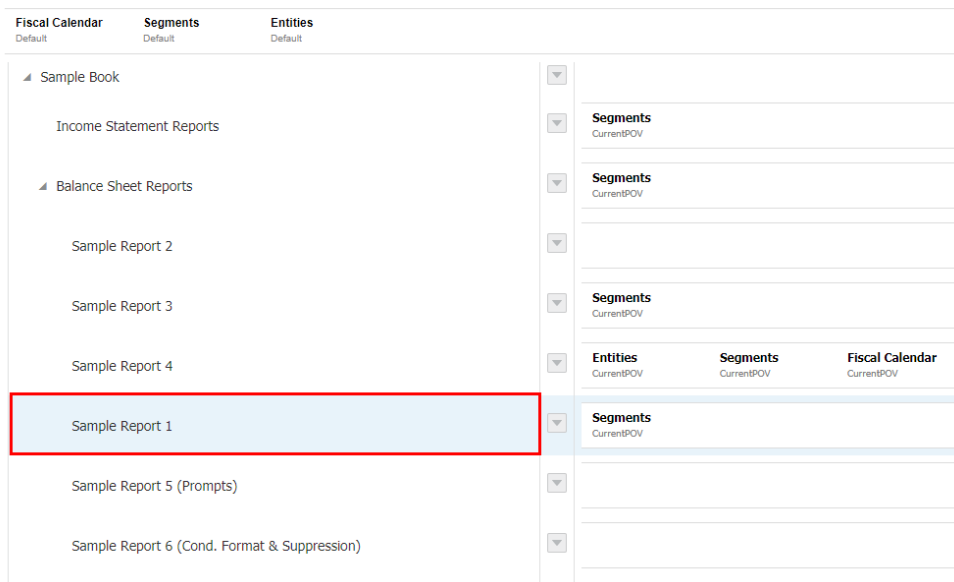 Fiscal Calendar Segments Entities
Default Default Default
Sample Book
Income Statement Reports Segments
CurrentPOV
Balance Sheet Reports Segments
CurrentPOV
Sample Report 2
Sample Report 3 Segments
CurrentPOV
Sample Report 4 Entities Segments Fiscal Calendar
CurrentPOV CurrentPOV CurrentPOV
Sample Report 1 Segments
CurrentPOV
Sample Report 5 (Prompts)
Sample Report 6 (Cond. Format & Suppression)